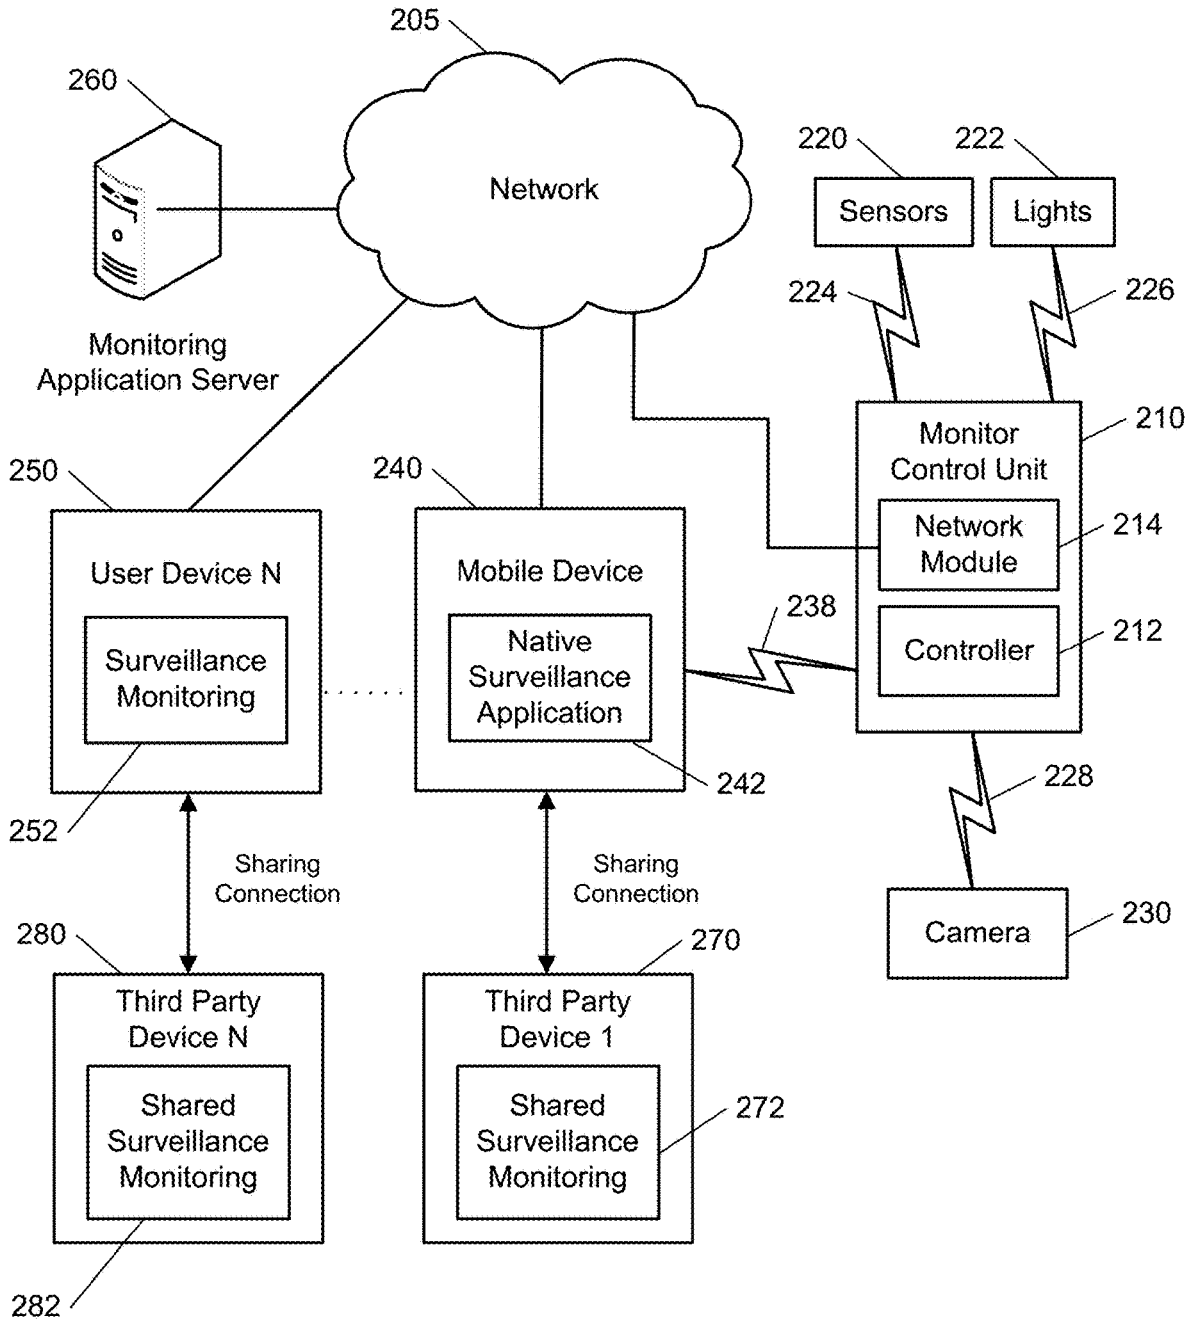 205
260
Network
220
222
Sensors
Lights
224
226
Monitoring
Application Server
210
Monitor
Control Unit
250
240
214
Network
Module
User Device N
Mobile Device
238
212
Controller
Surveillance
Monitoring
Native
Surveillance
Application
242
228
252
Sharing
Connection
Sharing
Connection
230
Camera
280
270
Third Party
Device N
Third Party
Device 1
Shared
Surveillance
Monitoring
Shared
Surveillance
Monitoring
272
282